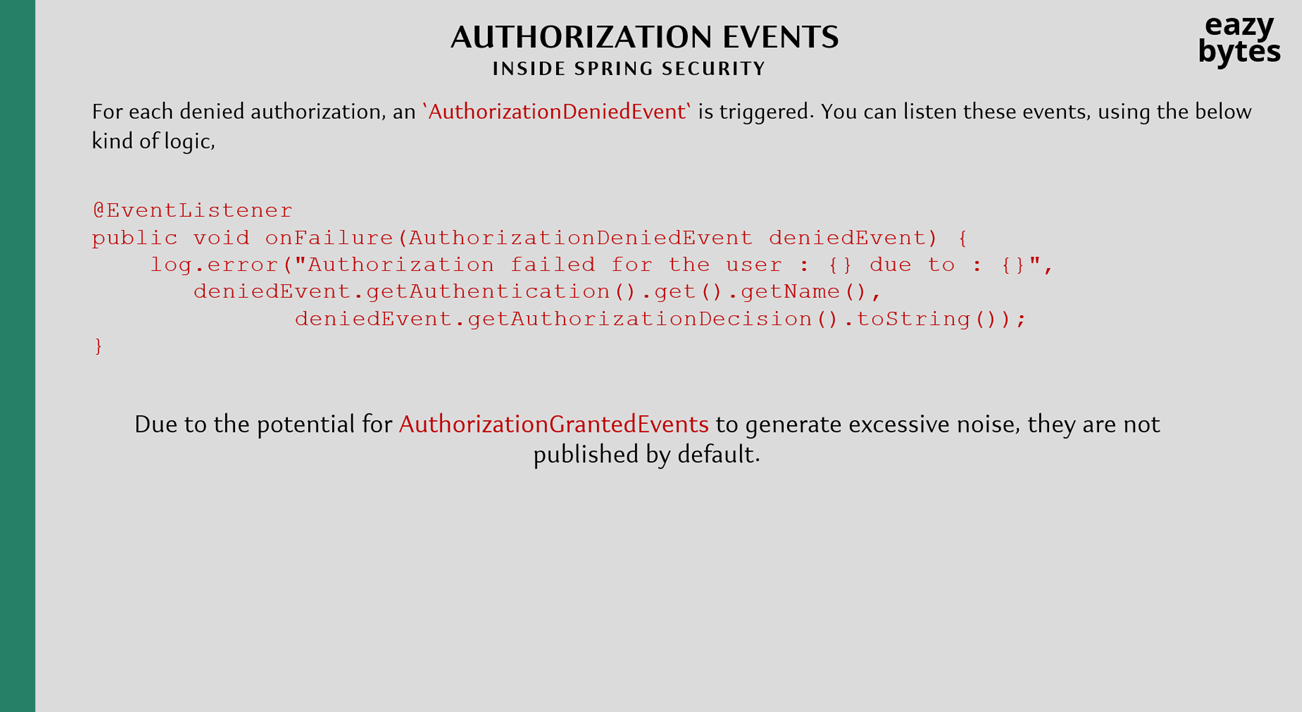 AUTHORIZATION EVENTS
INSIDE SPRING SECURITY
eazy
bytes
For each denied authorization, an `AuthorizationDeniedEvent` is triggered. You can listen these events, using the below
kind of logic,
@EventListener
public void onFailure(AuthorizationDeniedEvent deniedEvent) {
    log.error("Authorization failed for the user : {} due to : {}",
       deniedEvent.getAuthentication().get().getName(),
              deniedEvent.getAuthorizationDecision().toString());
}
Due to the potential for AuthorizationGrantedEvents to generate excessive noise, they are not
published by default.